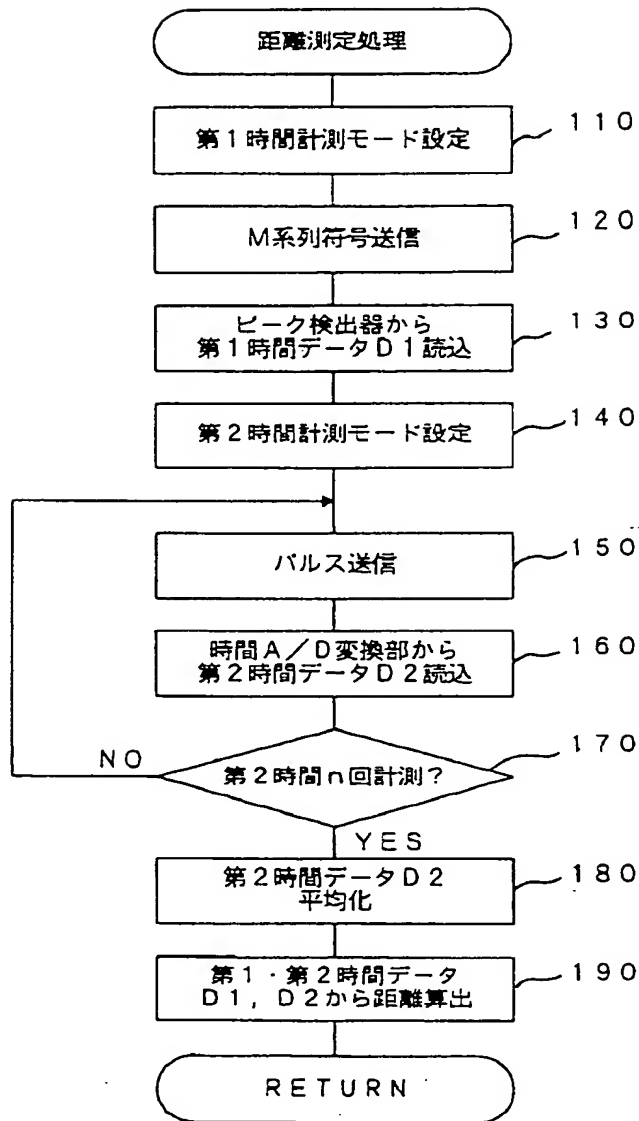 距離測定処理
第１時間計測モード設定
１１０
Ｍ系列符号送信
１２０
ピーク検出器から
第１時間データＤ１読込
１３０
第２時間計測モード設定
１４０
パルス送信
１５０
時間Ａ／Ｄ変換部から
第２時間データＤ２読込
１６０
第２時間ｎ回計測？
１７０
ＮＯ
ＹＥＳ
第２時間データＤ２
平均化
１８０
第１・第２時間データ
Ｄ１，Ｄ２から距離算出
１９０
ＲＥＴＵＲＮ